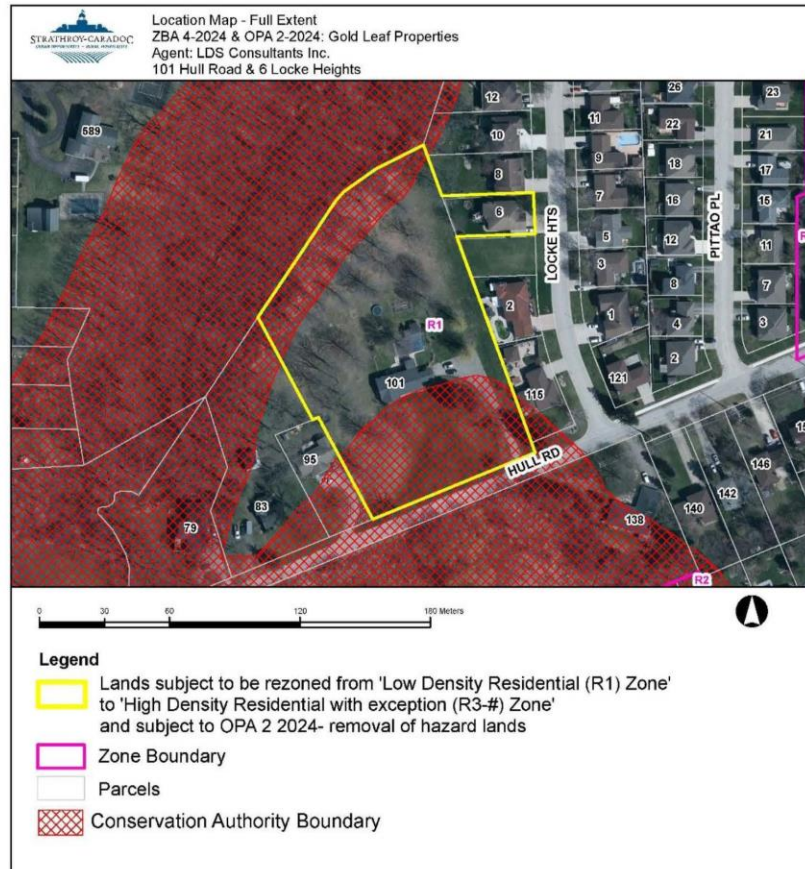 STRATHROY-CARADOC
Location Map - Full Extent
ZBA 4-2024 & OPA 2-2024: Gold Leaf Properties
Agent: LDS Consultants Inc.
101 Hull Road & 6 Locke Heights
689
12
10
8
6
2
115
LOCKE HTS
11
9
7
5
3
1
121
26
22
18
16
12
8
4
2
PITTAO PL
23
21
17
15
11
7
3
R
R1
101
95
83
79
HULL RD
138
140
142
146
15
R2
0 30 60 120 180 Meters
Legend
Lands subject to be rezoned from 'Low Density Residential (R1) Zone'
to 'High Density Residential with exception (R3-#) Zone'
and subject to OPA 2 2024- removal of hazard lands
Zone Boundary
Parcels
Conservation Authority Boundary